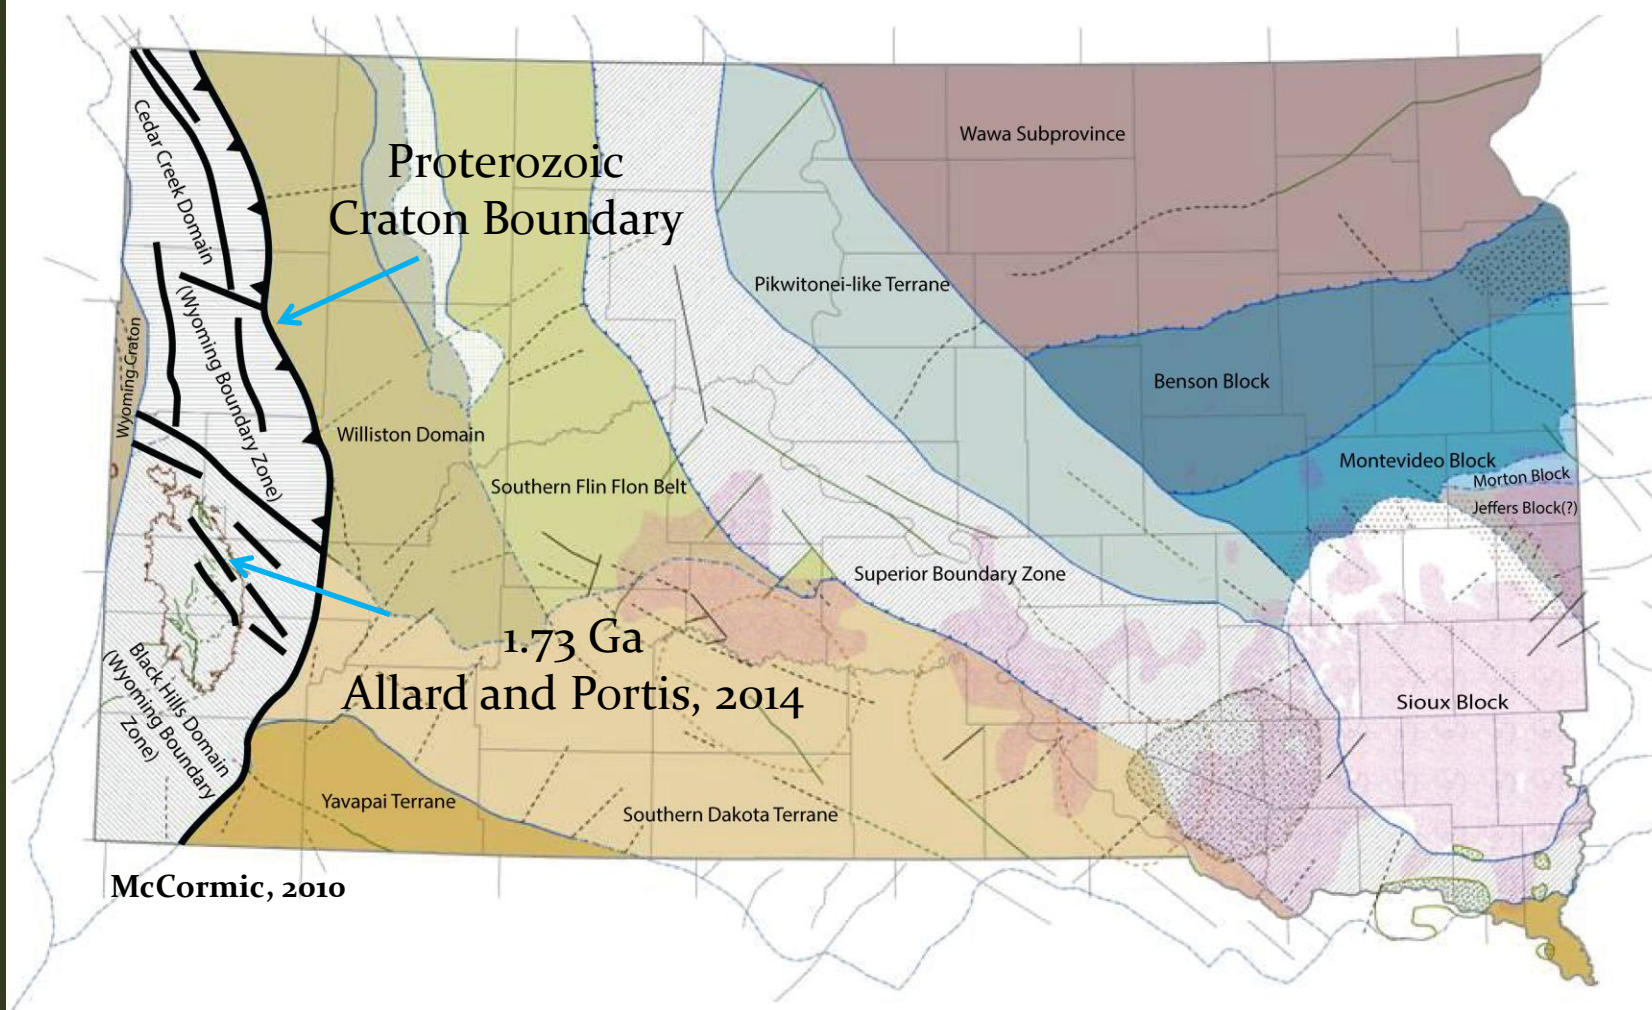 Cedar Creek Domain
(Wyoming Boundary Zone)
Wyoming Craton
Proterozoic
Craton Boundary
Wawa Subprovince
Pikwitonei-like Terrane
Benson Block
Williston Domain
Montevideo Block
Morton Block
Jeffers Block(?)
Southern Flin Flon Belt
Superior Boundary Zone
1.73 Ga
Allard and Portis, 2014
Black Hills Domain
(Wyoming Boundary
Zone)
Sioux Block
Yavapai Terrane
Southern Dakota Terrane
McCormic, 2010